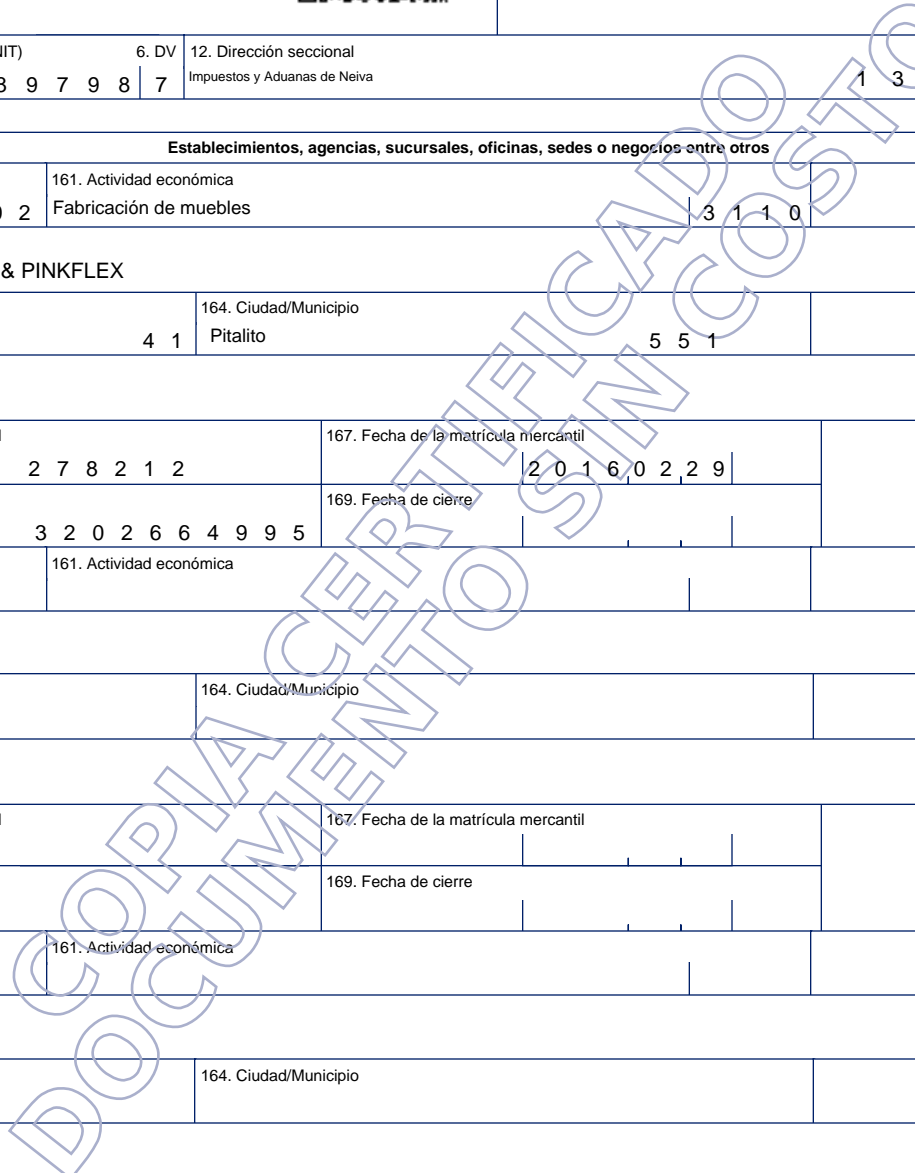 NIT) 6. DV 12. Dirección seccional
3 9 7 9 8 7 Impuestos y Aduanas de Neiva 1 3
Establecimientos, agencias, sucursales, oficinas, sedes o negocios entre otros
161. Actividad económica
0 2 Fabricación de muebles 3 1 1 0
& PINKFLEX
164. Ciudad/Municipio
4 1 Pitalito 5 5 1
167. Fecha de la matrícula mercantil
2 7 8 2 1 2 2 0 1 6 0 2 2 9
169. Fecha de cierre
3 2 0 2 6 6 4 9 9 5
161. Actividad económica
164. Ciudad/Municipio
167. Fecha de la matrícula mercantil
169. Fecha de cierre
161. Actividad económica
164. Ciudad/Municipio
COPIA CERTIFICADO
DOCUMENTO SIN COSTO